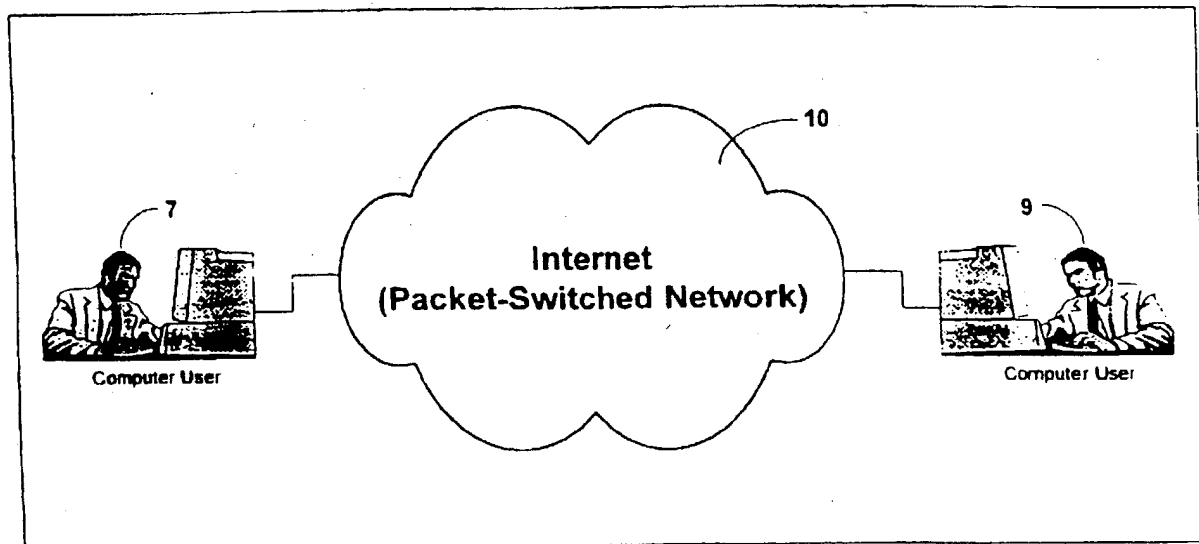 10
7
9
Internet
(Packet-Switched Network)
Computer User
Computer User